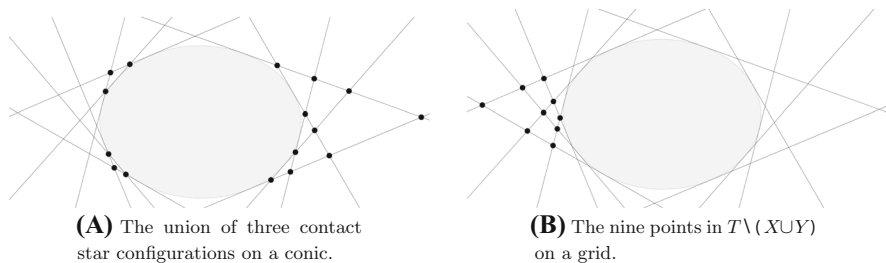 (A) The union of three contact
star configurations on a conic.
(B) The nine points in T \ ( X∪Y )
on a grid.